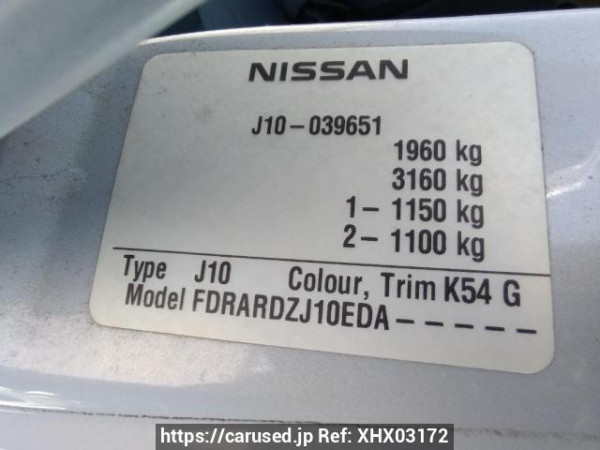 NISSAN
J10-039651
1960 kg
3160 kg
1- 1150 kg
2- 1100 kg
Type J10 Colour, Trim K54 G
Model FDRARDZJ10EDA-----
https://carused.jp Ref: XHX03172